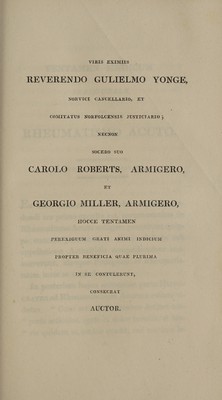 VIRIS EXIMIIS
REVERENDO GULIELMO YONGE,
NORVICI CANCELLARIO, ET
COMITATUS NORFOLCENSIS JUSTICIARIO;
NECNON
SOCERO SUO
CAROLO ROBERTS, ARMIGERO,
ET
GEORGIO MILLER, ARMIGERO,
HOCCE TENTAMEN
PEREXIGUUM GRATI ANIMI INDICIUM
PROPTER BENEFICIA QUAE PLURIMA
IN SE CONTULERUNT,
CONSECRAT
AUCTOR.